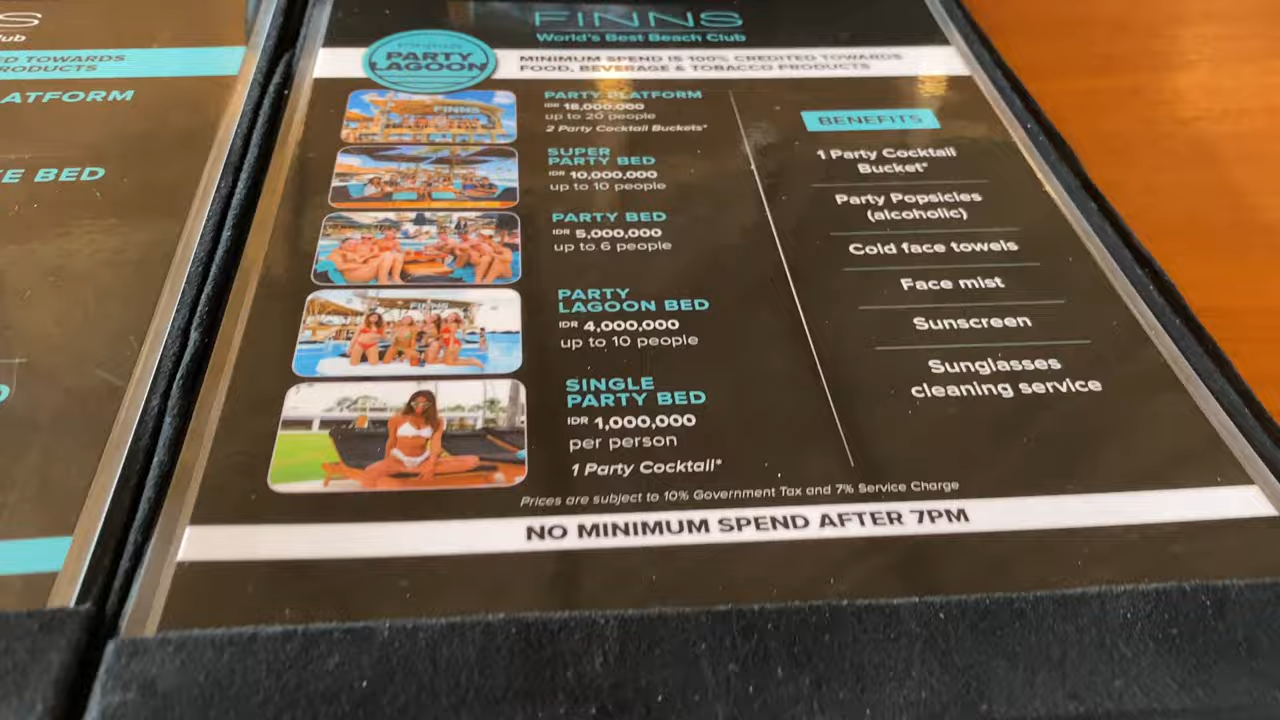 S
lub
ED TOWARDS
RODUCTS
ATFORM
E BED
FINNS
World's Best Beach Club
PARTY
LAGOON
MINIMUM SPEND IS 100% CREDITED TOWARDS
FOOD, BEVERAGE & TOBACCO PRODUCTS
PARTY PLATFORM
IDR 18,000,000
up to 20 people
2 Party Cocktail Buckets*
SUPER
PARTY BED
IDR 10,000,000
up to 10 people
PARTY BED
IDR 5,000,000
up to 6 people
PARTY
LAGOON BED
IDR 4,000,000
up to 10 people
SINGLE
PARTY BED
IDR 1,000,000
per person
1 Party Cocktail*
FINNS
FINNS
BENEFITS
1 Party Cocktail
Bucket*
Party Popsicles
(alcoholic)
Cold face towels
Face mist
Sunscreen
Sunglasses
cleaning service
Prices are subject to 10% Government Tax and 7% Service Charge
NO MINIMUM SPEND AFTER 7PM